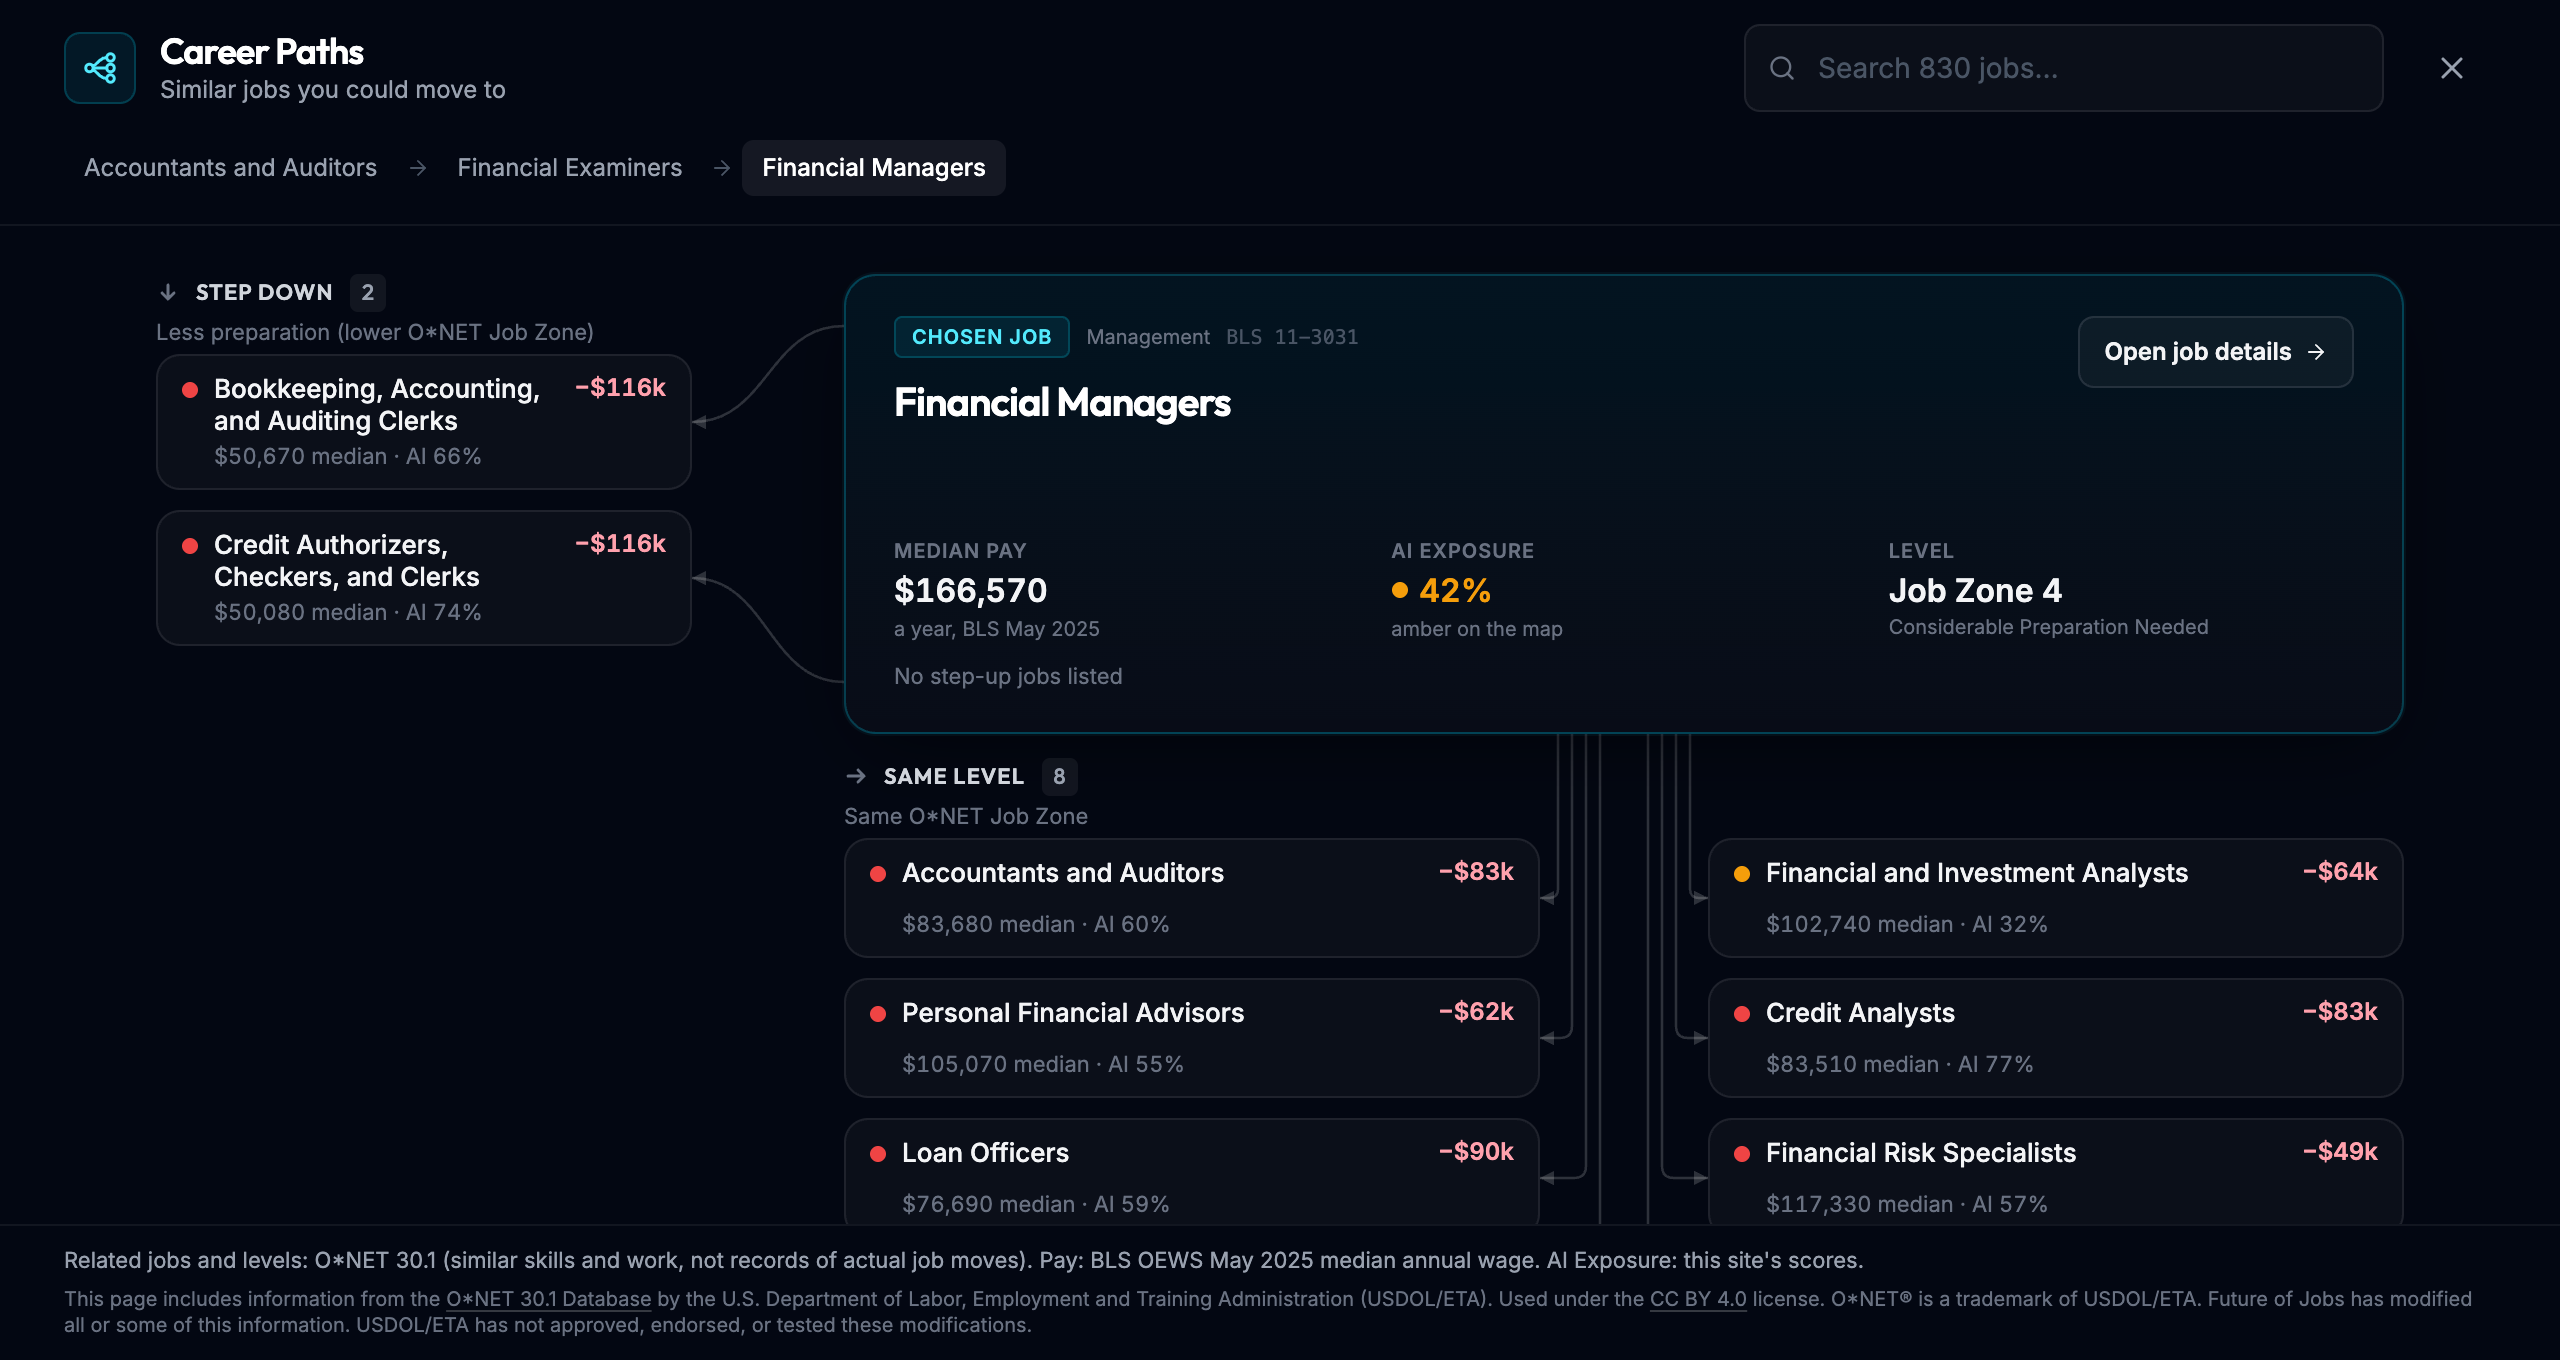 Career Paths
Similar jobs you could move to
Search 830 jobs...
Accountants and Auditors → Financial Examiners → Financial Managers
↓ STEP DOWN 2
Less preparation (lower O*NET Job Zone)
Bookkeeping, Accounting, and Auditing Clerks −$116k
$50,670 median · AI 66%
Credit Authorizers, Checkers, and Clerks −$116k
$50,080 median · AI 74%
CHOSEN JOB Management BLS 11–3031
Open job details →
Financial Managers
MEDIAN PAY
$166,570
a year, BLS May 2025
AI EXPOSURE
42%
amber on the map
LEVEL
Job Zone 4
Considerable Preparation Needed
No step-up jobs listed
→ SAME LEVEL 8
Same O*NET Job Zone
Accountants and Auditors −$83k
$83,680 median · AI 60%
Financial and Investment Analysts −$64k
$102,740 median · AI 32%
Personal Financial Advisors −$62k
$105,070 median · AI 55%
Credit Analysts −$83k
$83,510 median · AI 77%
Loan Officers −$90k
$76,690 median · AI 59%
Financial Risk Specialists −$49k
$117,330 median · AI 57%
Related jobs and levels: O*NET 30.1 (similar skills and work, not records of actual job moves). Pay: BLS OEWS May 2025 median annual wage. AI Exposure: this site's scores.
This page includes information from the O*NET 30.1 Database by the U.S. Department of Labor, Employment and Training Administration (USDOL/ETA). Used under the CC BY 4.0 license. O*NET® is a trademark of USDOL/ETA. Future of Jobs has modified
all or some of this information. USDOL/ETA has not approved, endorsed, or tested these modifications.